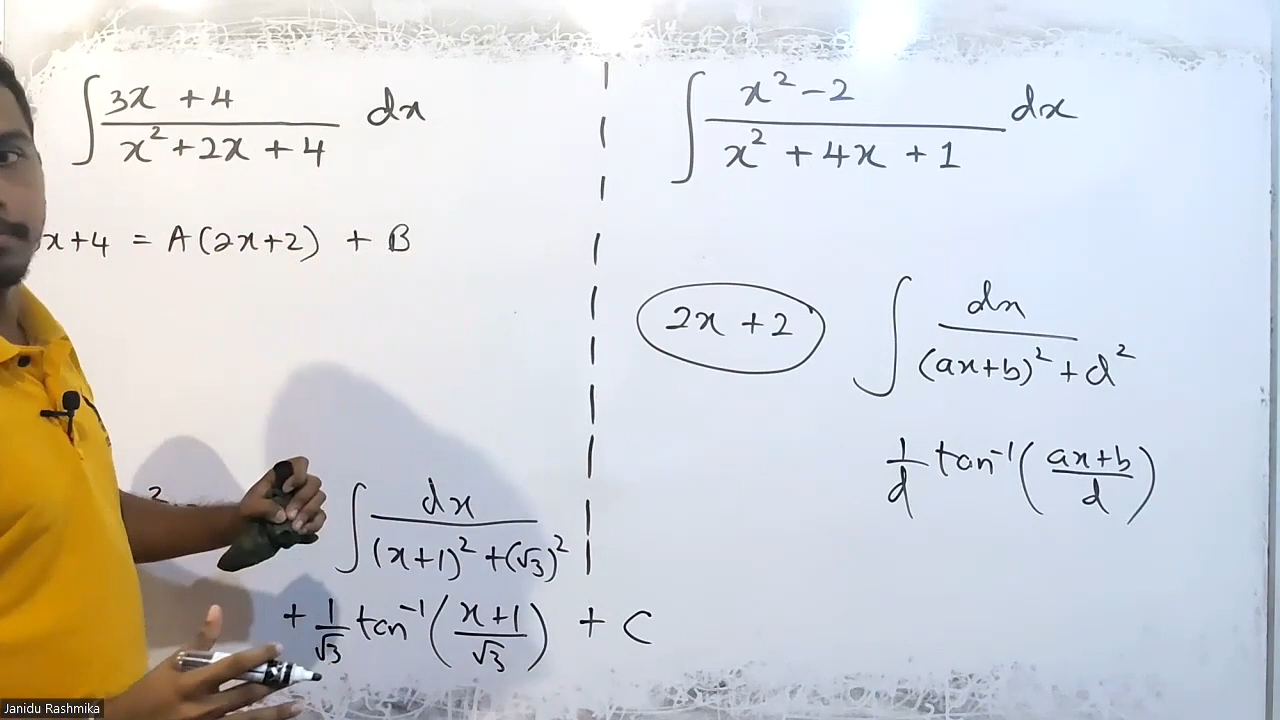 ∫ (3x + 4)/(x² + 2x + 4) dx
x+4 = A(2x+2) + B
∫ dx/((x+1)² + (√3)²)
+ 1/√3 tan⁻¹((x+1)/√3) + C
∫ (x² - 2)/(x² + 4x + 1) dx
2x + 2
∫ dx/((ax+b)² + d²)
1/d tan⁻¹((ax+b)/d)
Janidu Rashmika